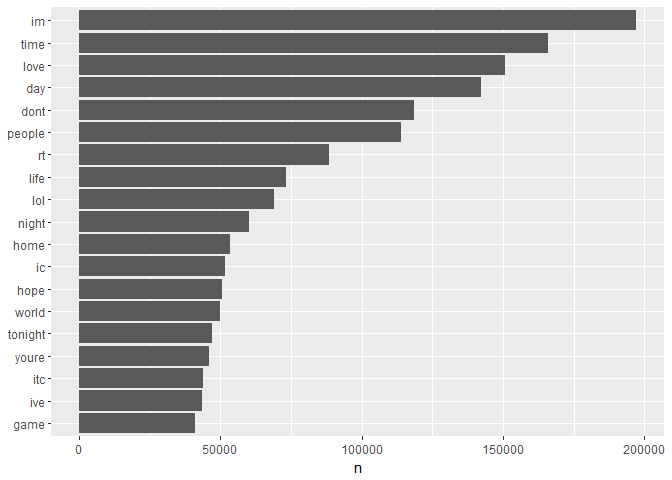 im
time
love
day
dont
people
rt
life
lol
night
home
ic
hope
world
tonight
youre
itc
ive
game
0 50000 100000 150000 200000
n